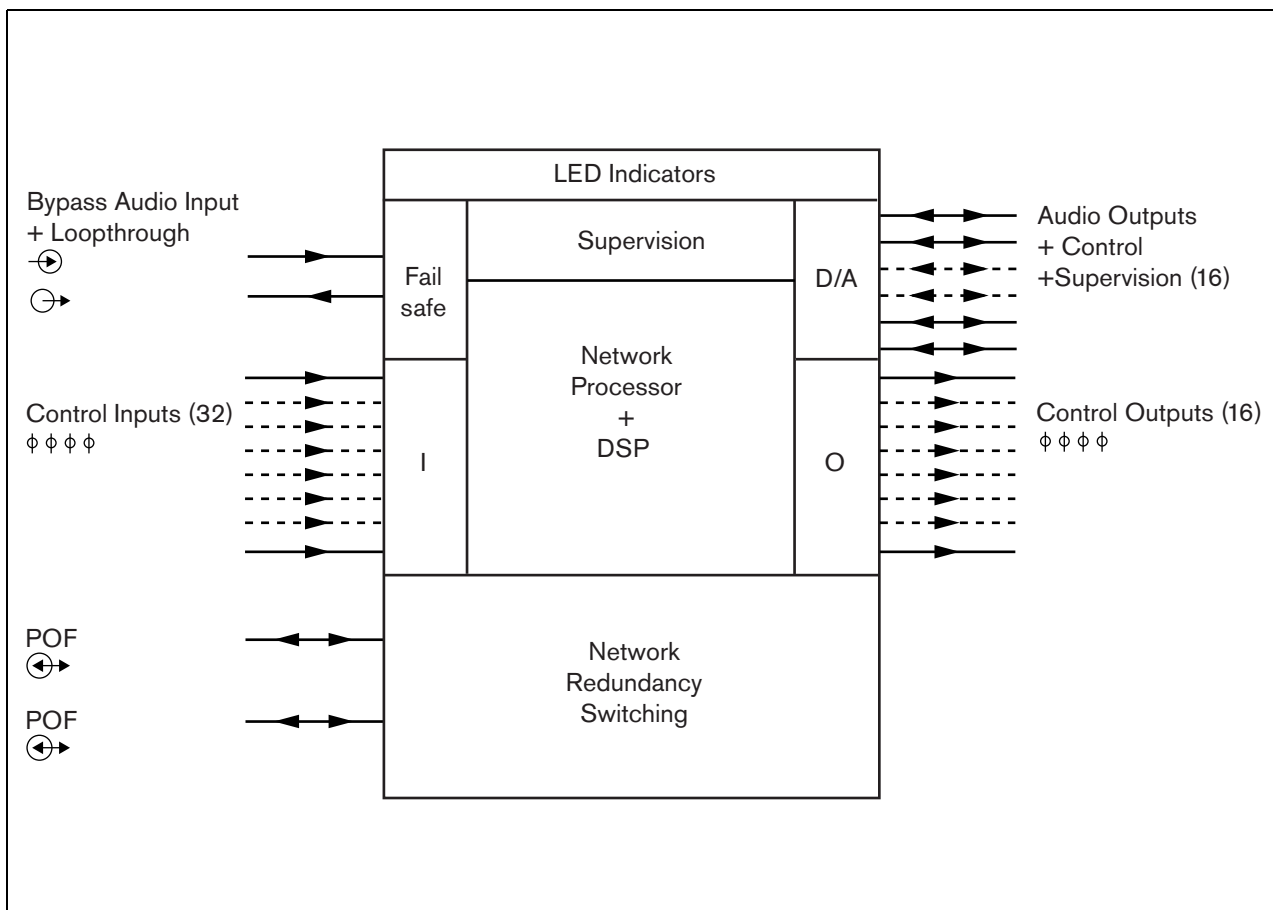 LED Indicators
Bypass Audio Input
+ Loopthrough
Fail
safe
Supervision
D/A
Audio Outputs
+ Control
+Supervision (16)
Network
Processor
+
DSP
Control Inputs (32)
I
O
Control Outputs (16)
POF
POF
Network
Redundancy
Switching